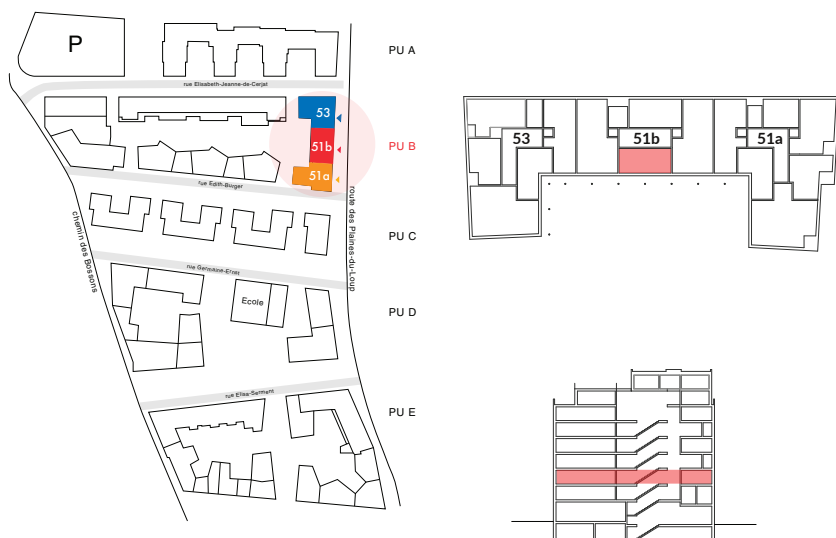 P
PU A
rue Elisabeth-Jeanne-de-Cerjat
53
51b
PU B
51a
rue Edith-Burger
route des Plaines-du-Loup
chemin des Bossons
PU C
rue Germaine-Ernst
Ecole
PU D
rue Elisa-Serment
PU E
53
51b
51a